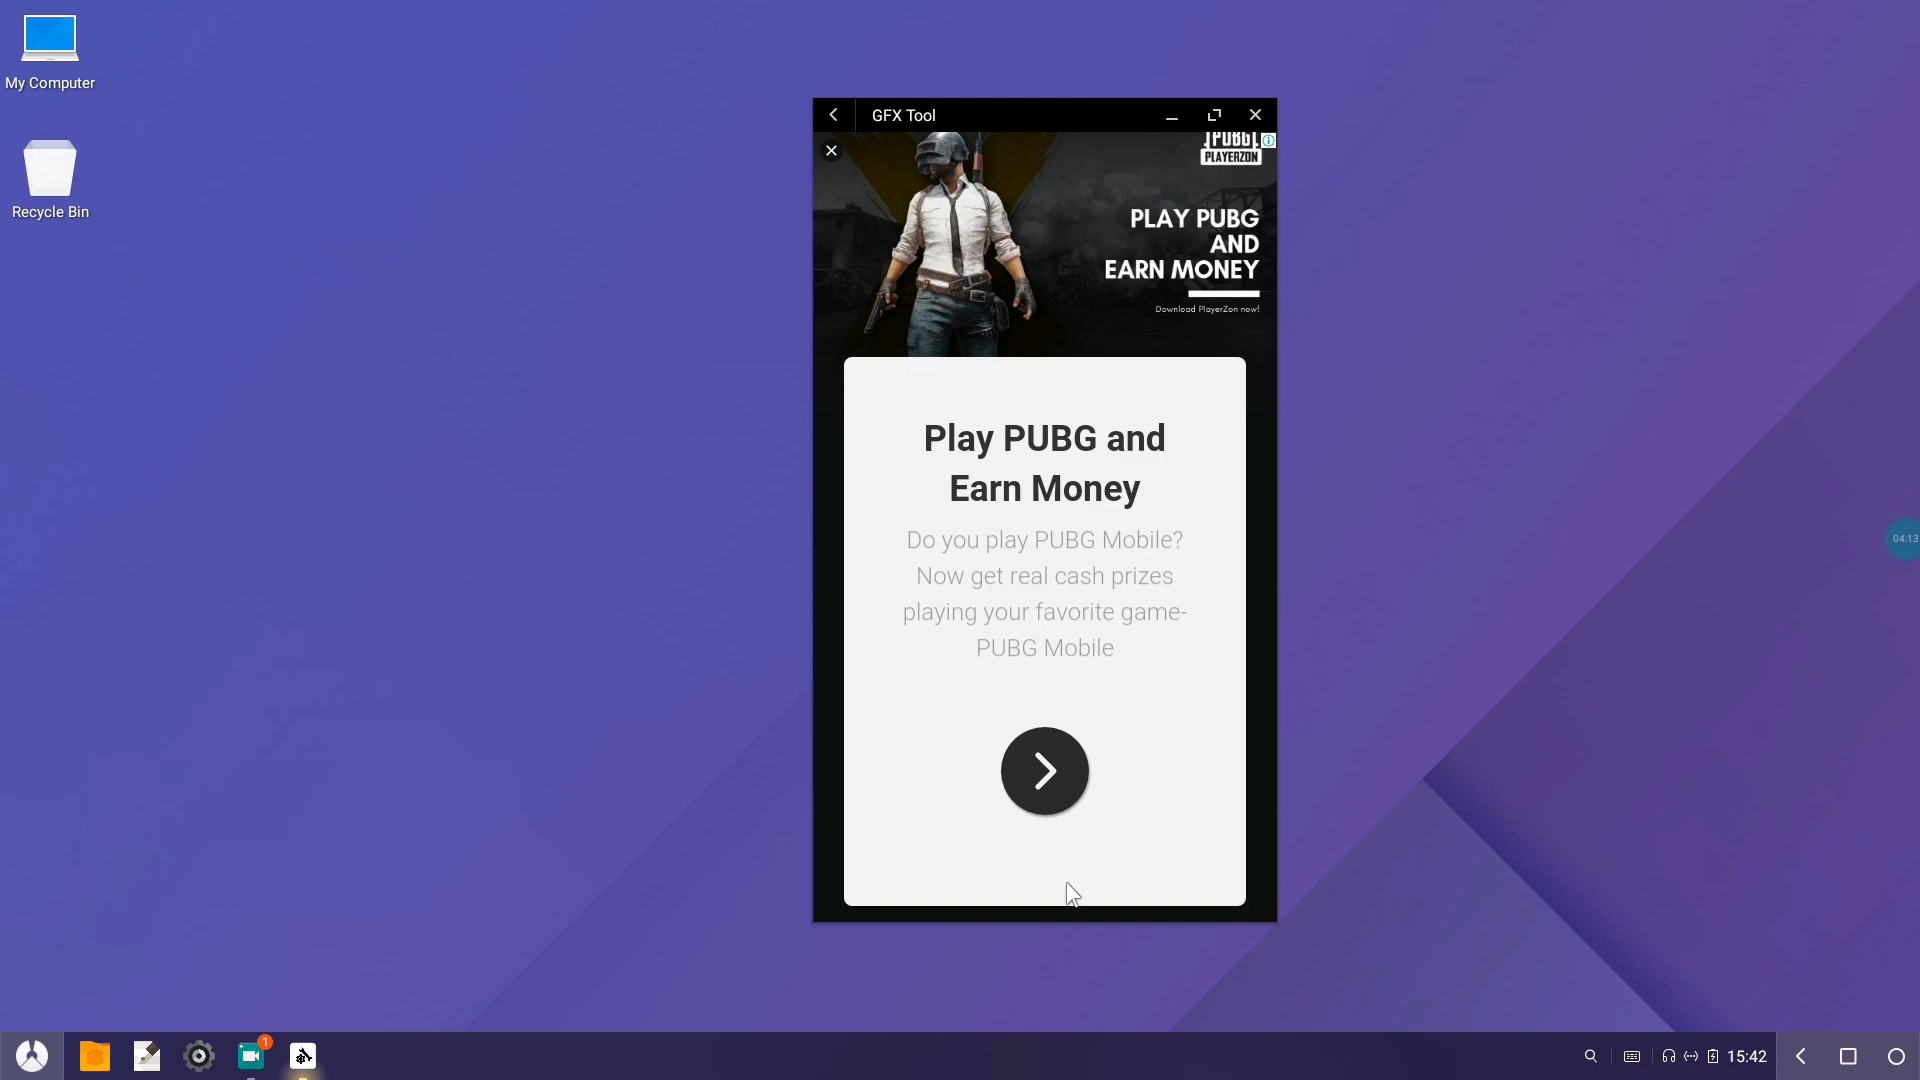 My Computer
Recycle Bin
GFX Tool
PUBG
PLAYERZON
PLAY PUBG
AND
EARN MONEY
Download PlayerZon now!
Play PUBG and
Earn Money
Do you play PUBG Mobile?
Now get real cash prizes
playing your favorite game-
PUBG Mobile
04:13
1
15:42